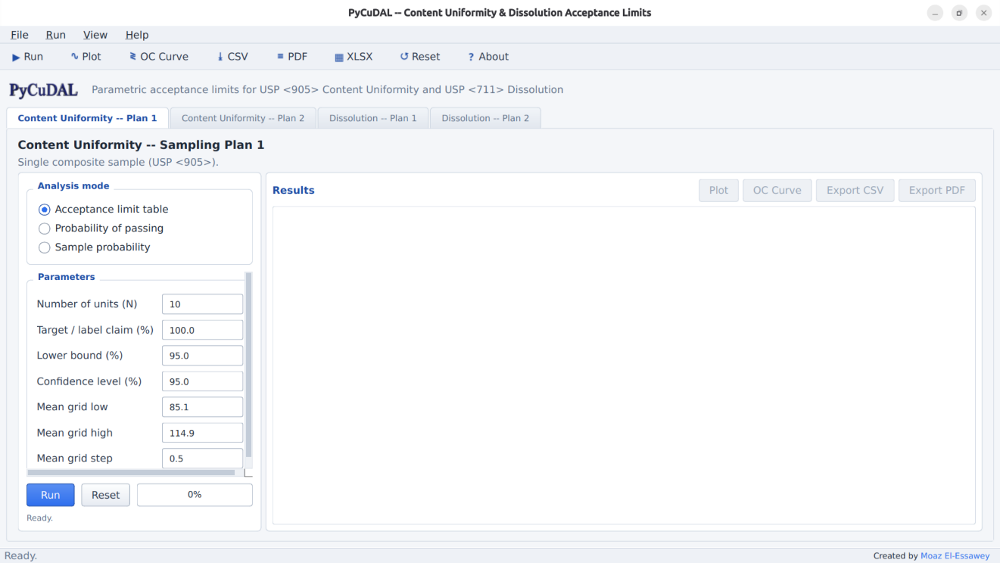 PyCuDAL -- Content Uniformity & Dissolution Acceptance Limits
File Run View Help
Run Plot OC Curve CSV PDF XLSX Reset ? About
PyCuDAL Parametric acceptance limits for USP <905> Content Uniformity and USP <711> Dissolution
Content Uniformity -- Plan 1 Content Uniformity -- Plan 2 Dissolution -- Plan 1 Dissolution -- Plan 2
Content Uniformity -- Sampling Plan 1
Single composite sample (USP <905>).
Analysis mode
Acceptance limit table
Probability of passing
Sample probability
Parameters
Number of units (N) 10
Target / label claim (%) 100.0
Lower bound (%) 95.0
Confidence level (%) 95.0
Mean grid low 85.1
Mean grid high 114.9
Mean grid step 0.5
Run Reset 0%
Ready.
Results Plot OC Curve Export CSV Export PDF
Ready.
Created by Moaz El-Essawey